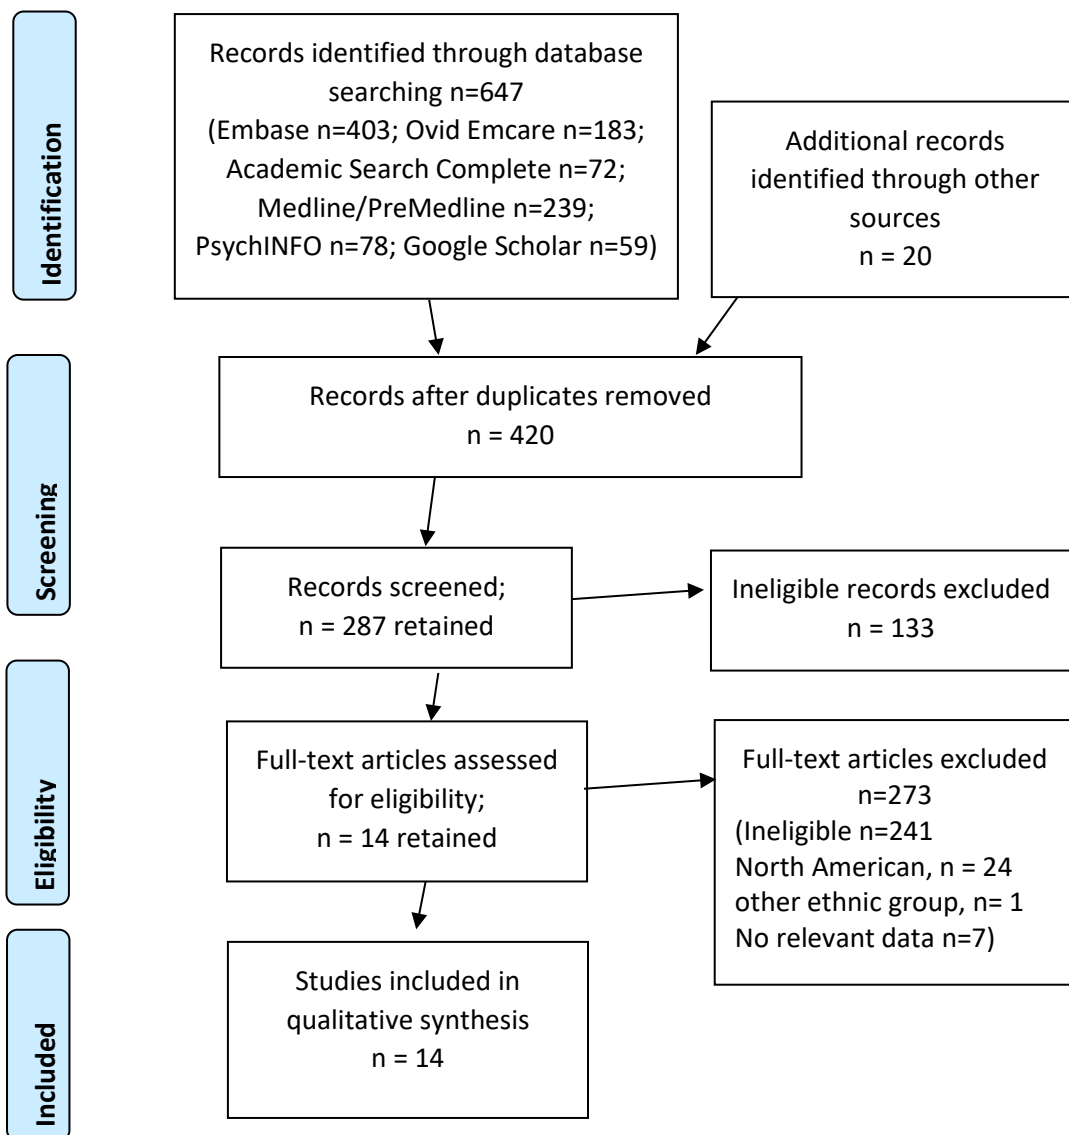 Identification
Records identified through database
searching n=647
(Embase n=403; Ovid Emcare n=183;
Academic Search Complete n=72;
Medline/PreMedline n=239;
PsychINFO n=78; Google Scholar n=59)
Additional records
identified through other
sources
n = 20
Screening
Records after duplicates removed
n = 420
Records screened;
n = 287 retained
Ineligible records excluded
n = 133
Eligibility
Full-text articles assessed
for eligibility;
n = 14 retained
Full-text articles excluded
n=273
(Ineligible n=241
North American, n = 24
other ethnic group, n= 1
No relevant data n=7)
Included
Studies included in
qualitative synthesis
n = 14